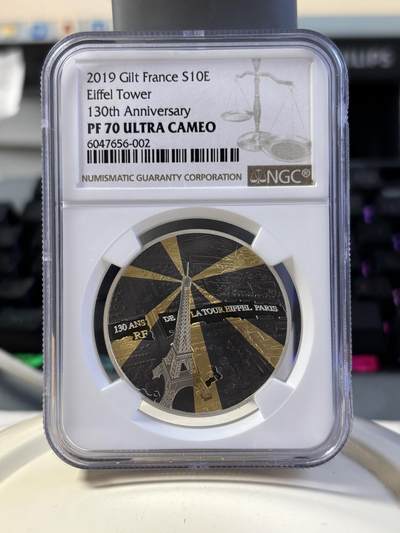 2019 Gilt France S10E
Eiffel Tower
130th Anniversary
PF 70 ULTRA CAMEO
6047656-002
NUMISMATIC GUARANTY CORPORATION
NGC®
130 ANS DE LA TOUR EIFFEL PARIS
RF
PHILIPS